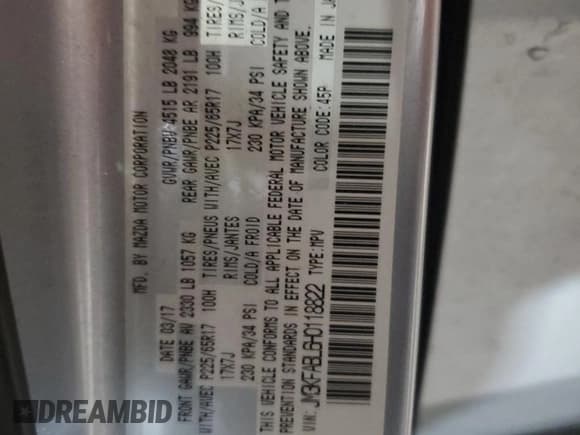 MFD. BY MAZDA MOTOR CORPORATION
DATE 03/17 GVWR/PNBV 4515 LB 2048 KG
FRONT GAWR/PNBE AV 2330 LB 1057 KG REAR GAWR/PNBE AR 2191 LB 994 KG
WITH/AVEC P225/65R17 100H TIRES/PNEUS WITH/AVEC P225/65R17 100H TIRES/
17X7J RIMS/JANTES 17X7J RIMS/J
230 KPA/34 PSI COLD/A FROID 230 KPA/34 PSI COLD/A
THIS VEHICLE CONFORMS TO ALL APPLICABLE FEDERAL MOTOR VEHICLE SAFETY AND T
PREVENTION STANDARDS IN EFFECT ON THE DATE OF MANUFACTURE SHOWN ABOVE.
COLOR CODE:45P MADE IN JA
VIN: JM3KFABL6H0118822 TYPE:MPV
DREAMBID